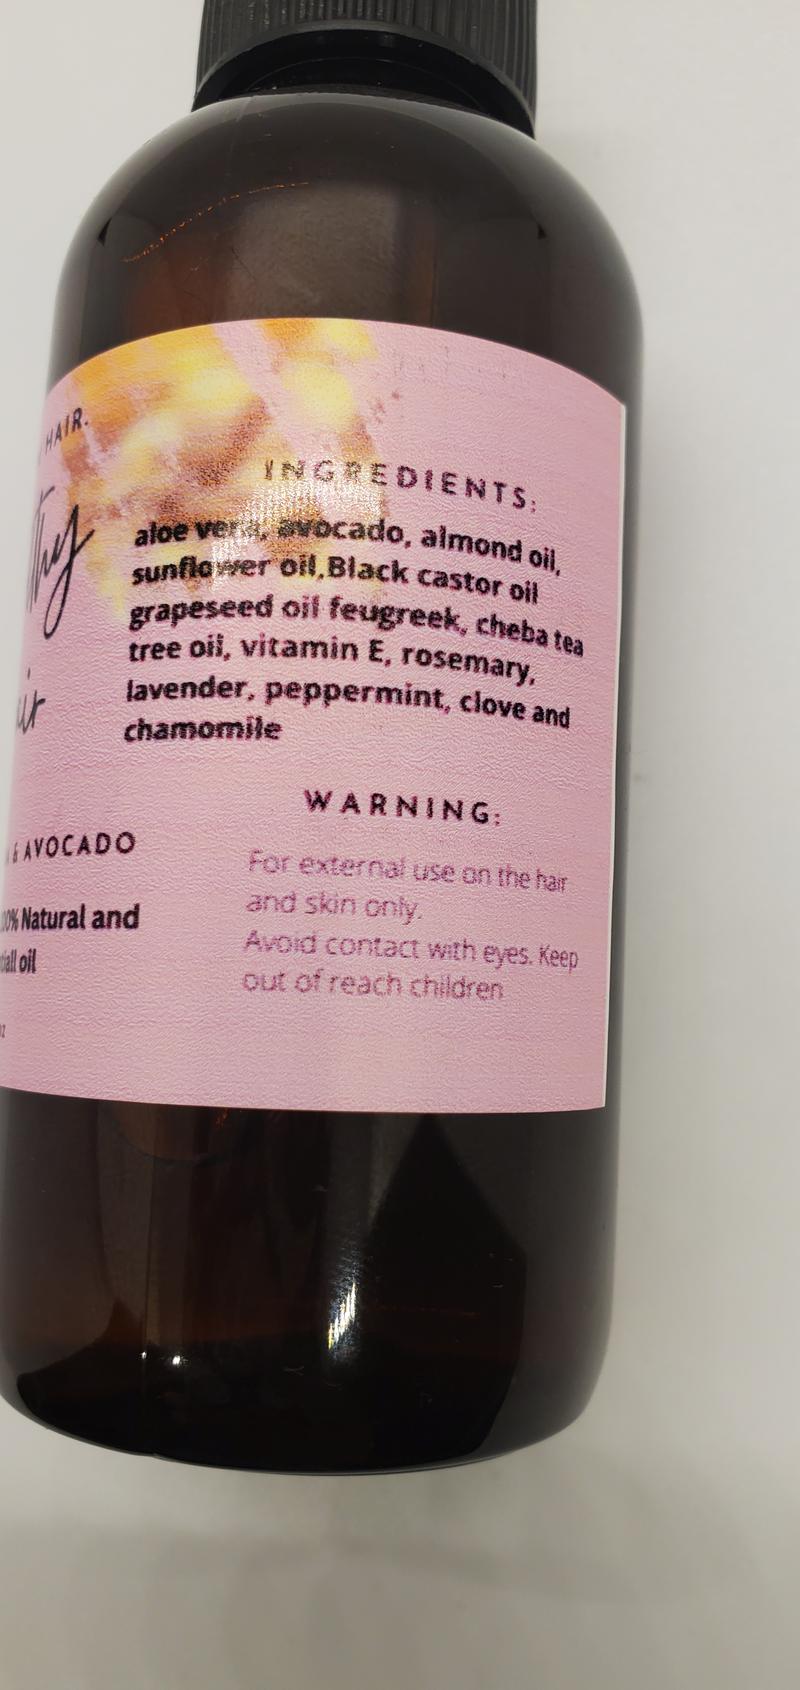 HAIR.
INGREDIENTS:
aloe vera, avocado, almond oil,
sunflower oil,Black castor oil
grapeseed oil feugreek, cheba tea
tree oil, vitamin E, rosemary,
lavender, peppermint, clove and
chamomile
WARNING:
For external use on the hair
and skin only.
Avoid contact with eyes. Keep
out of reach children
& AVOCADO
Natural and
oil